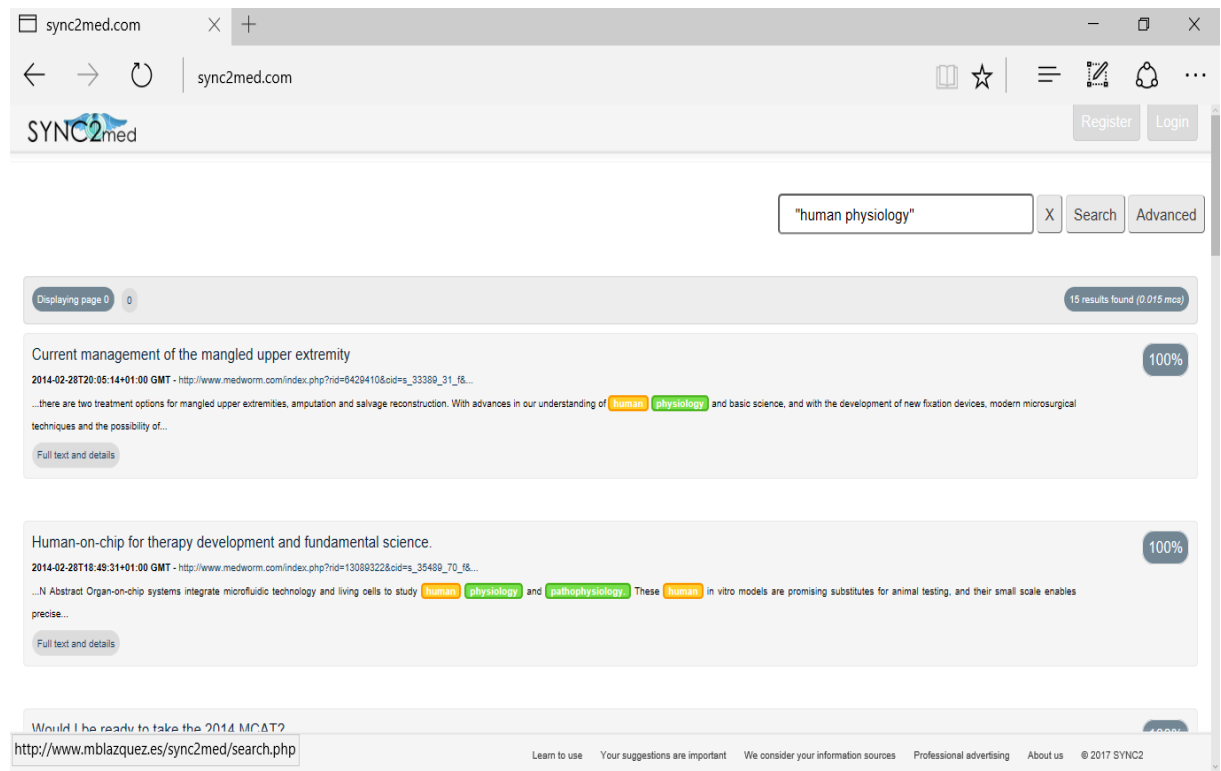 sync2med.com
sync2med.com
SYNC2med
Register Login
"human physiology" X Search Advanced
Displaying page 0 0 15 results found (0.015 mcs)
Current management of the mangled upper extremity 100%
2014-02-28T20:05:14+01:00 GMT - http://www.medworm.com/index.php?rid=6429410&cid=s_33389_31_f&...
...there are two treatment options for mangled upper extremities, amputation and salvage reconstruction. With advances in our understanding of human physiology and basic science, and with the development of new fixation devices, modern microsurgical
techniques and the possibility of...
Full text and details
Human-on-chip for therapy development and fundamental science. 100%
2014-02-28T18:49:31+01:00 GMT - http://www.medworm.com/index.php?rid=13089322&cid=s_35489_70_f&...
...N Abstract Organ-on-chip systems integrate microfluidic technology and living cells to study human physiology and pathophysiology. These human in vitro models are promising substitutes for animal testing, and their small scale enables
precise...
Full text and details
Would I be ready to take the 2014 MCAT? 100%
http://www.mblazquez.es/sync2med/search.php
Learn to use Your suggestions are important We consider your information sources Professional advertising About us © 2017 SYNC2